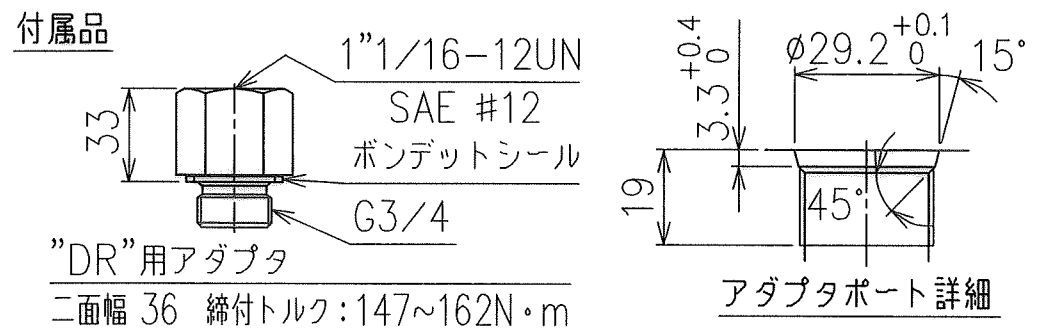 付属品
1"1/16-12UN
SAE #12
ボンデットシール
33
G3/4
"DR"用アダプタ
二面幅 36 締付トルク:147~162N・m
3.3 +0.4 0
ø29.2 +0.1 0
15°
19
45°
アダプタポート詳細